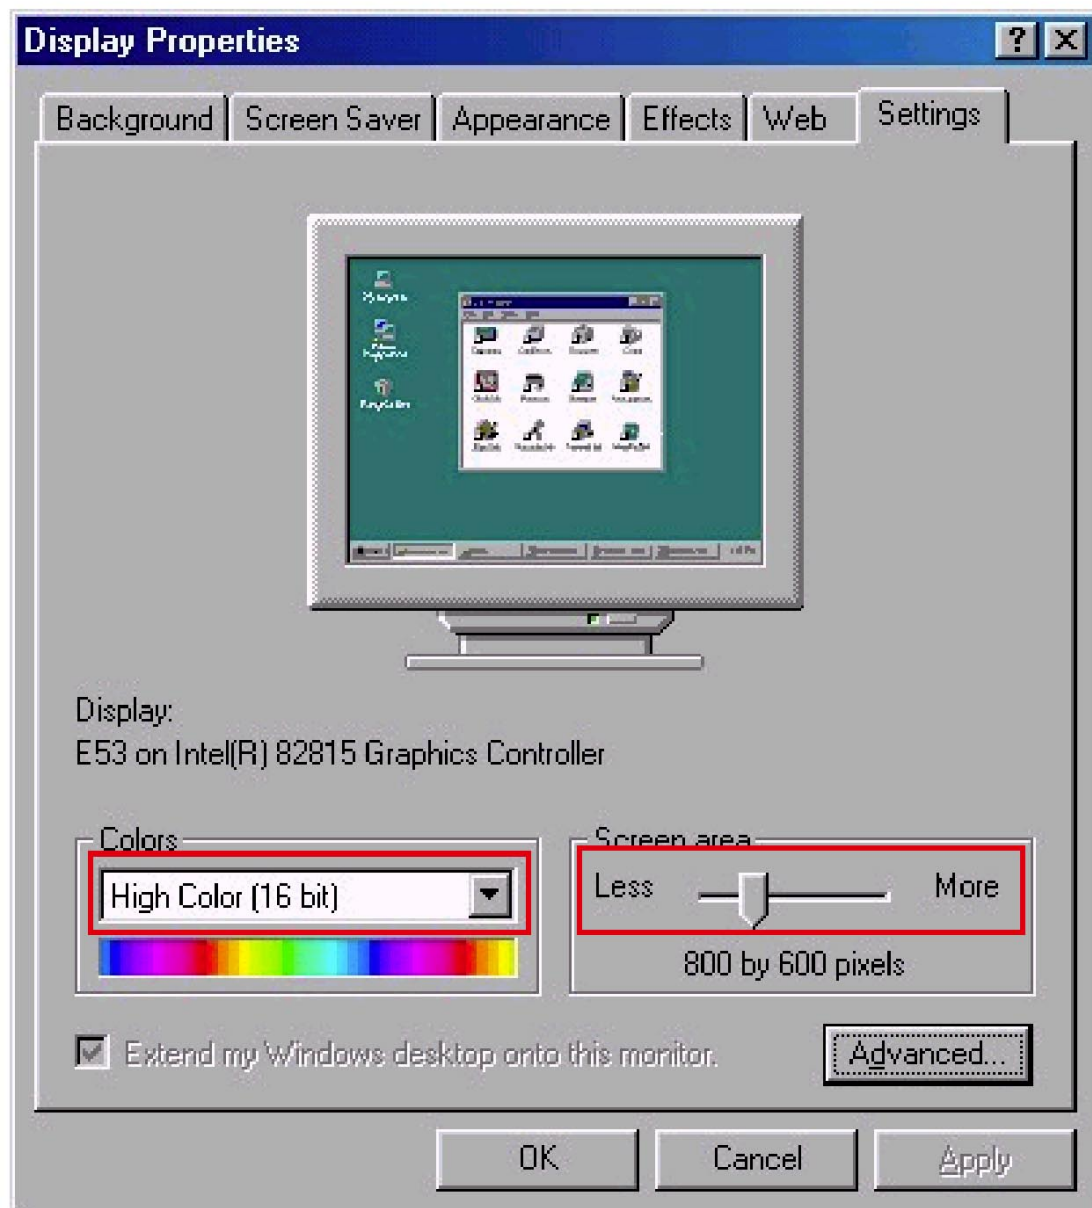 Display Properties
Background Screen Saver Appearance Effects Web Settings
Display:
E53 on Intel(R) 82815 Graphics Controller
Colors
Screen area
High Color (16 bit)
Less More
800 by 600 pixels
Extend my Windows desktop onto this monitor.
Advanced...
OK Cancel Apply